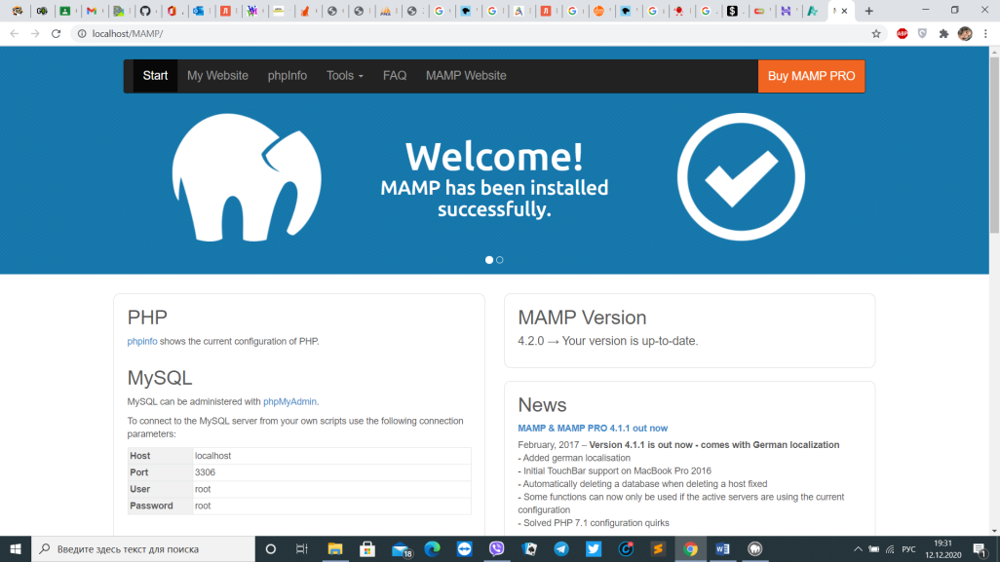 localhost/MAMP/
ABP
Start My Website phpInfo Tools FAQ MAMP Website Buy MAMP PRO
Welcome!
MAMP has been installed
successfully.
PHP
phpinfo shows the current configuration of PHP.
MySQL
MySQL can be administered with phpMyAdmin.
To connect to the MySQL server from your own scripts use the following connection
parameters:
Host localhost
Port 3306
User root
Password root
MAMP Version
4.2.0 → Your version is up-to-date.
News
MAMP & MAMP PRO 4.1.1 out now
February, 2017 – Version 4.1.1 is out now - comes with German localization
- Added german localisation
- Initial TouchBar support on MacBook Pro 2016
- Automatically deleting a database when deleting a host fixed
- Some functions can now only be used if the active servers are using the current
configuration
- Solved PHP 7.1 configuration quirks
Введите здесь текст для поиска
18
РУС
19:31
12.12.2020
1